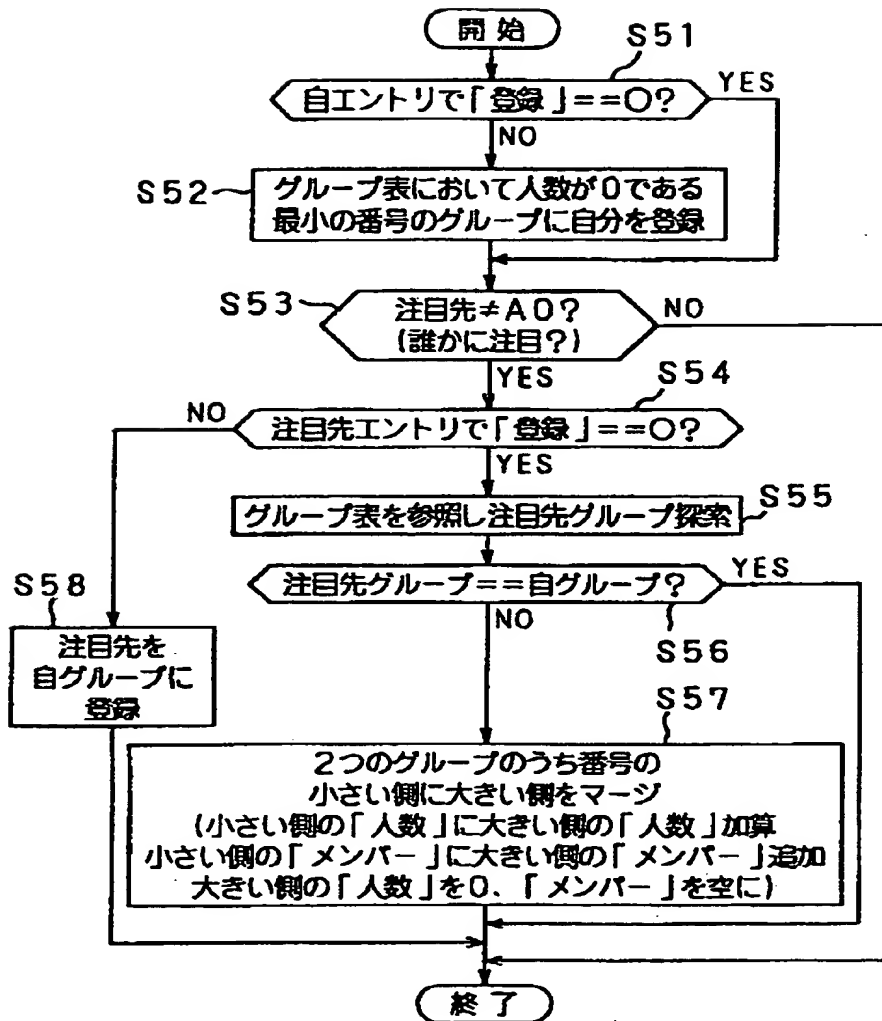 開始
S51
自エントリで「登録」==○?
YES
NO
S52
グループ表において人数が0である
最小の番号のグループに自分を登録
S53
注目先≠A0?
(誰かに注目?)
NO
YES
S54
注目先エントリで「登録」==○?
NO
YES
S55
グループ表を参照し注目先グループ探索
注目先グループ==自グループ?
YES
NO
S56
S58
注目先を
自グループに
登録
S57
2つのグループのうち番号の
小さい側に大きい側をマージ
(小さい側の「人数」に大きい側の「人数」加算
小さい側の「メンバー」に大きい側の「メンバー」追加
大きい側の「人数」を0、「メンバー」を空に)
終了